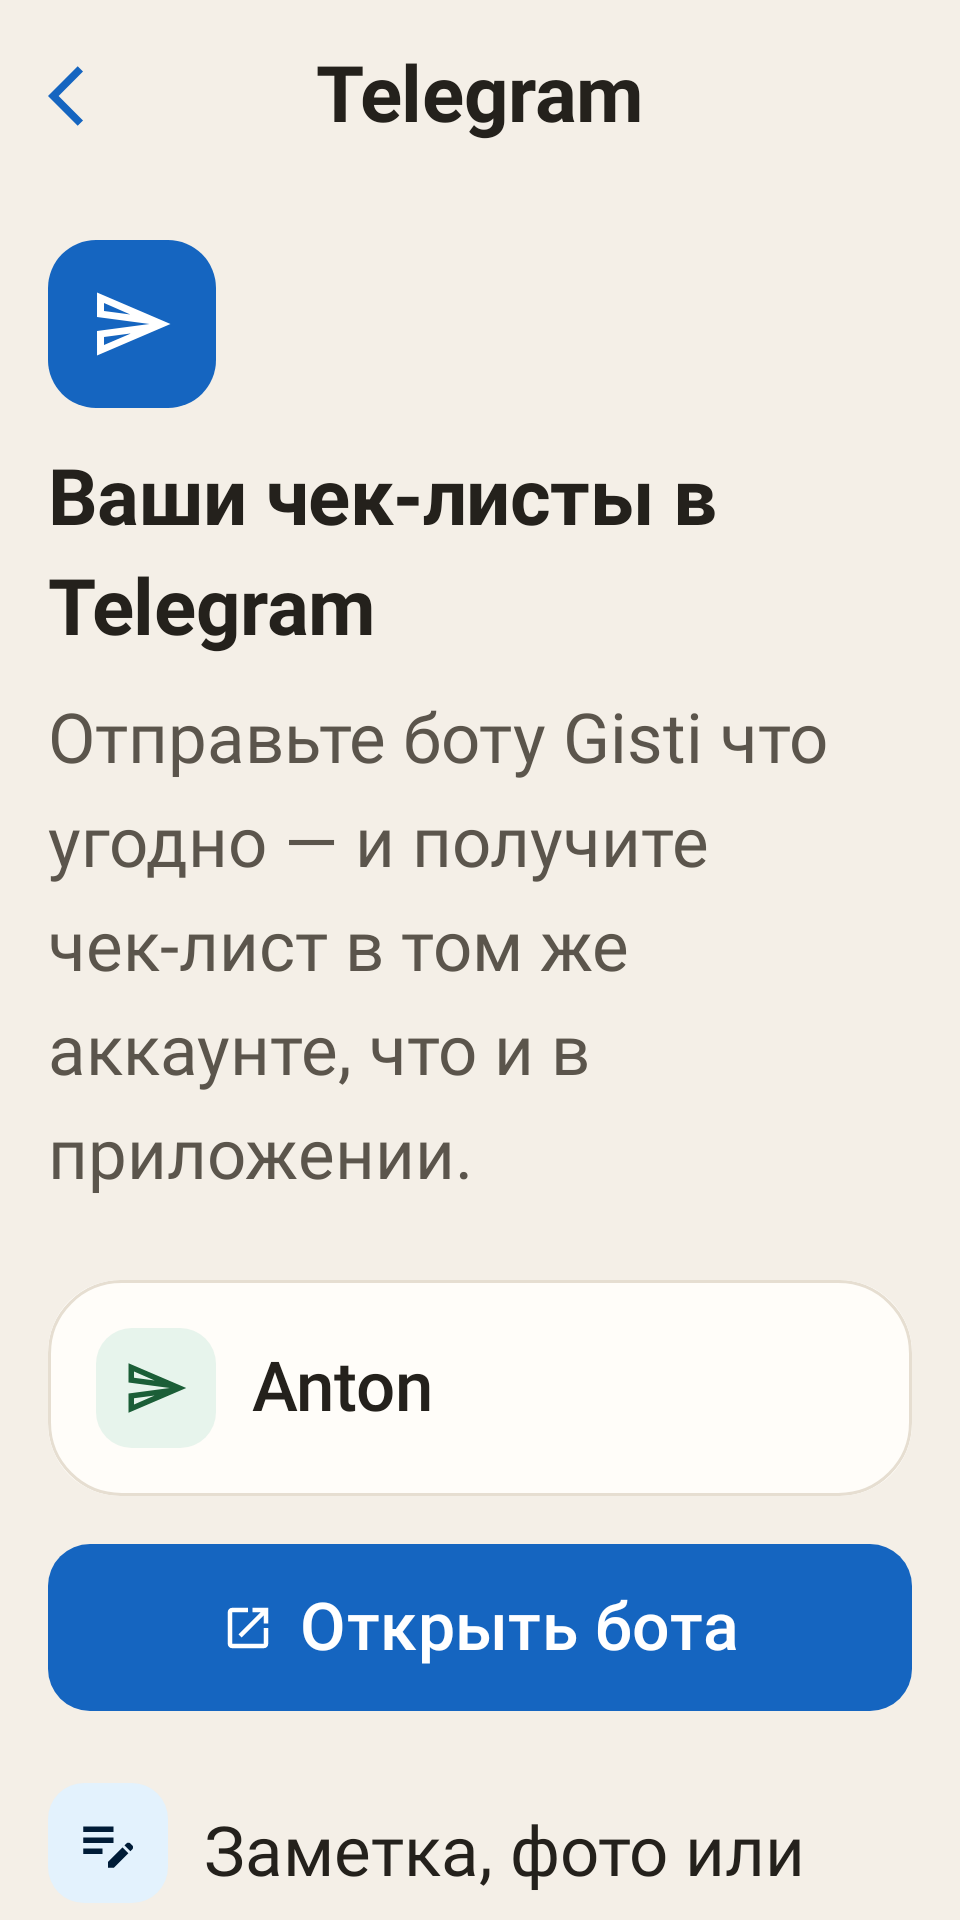 Telegram
Ваши чек-листы в
Telegram
Отправьте боту Gisti что
угодно — и получите
чек-лист в том же
аккаунте, что и в
приложении.
Anton
Открыть бота
Заметка, фото или